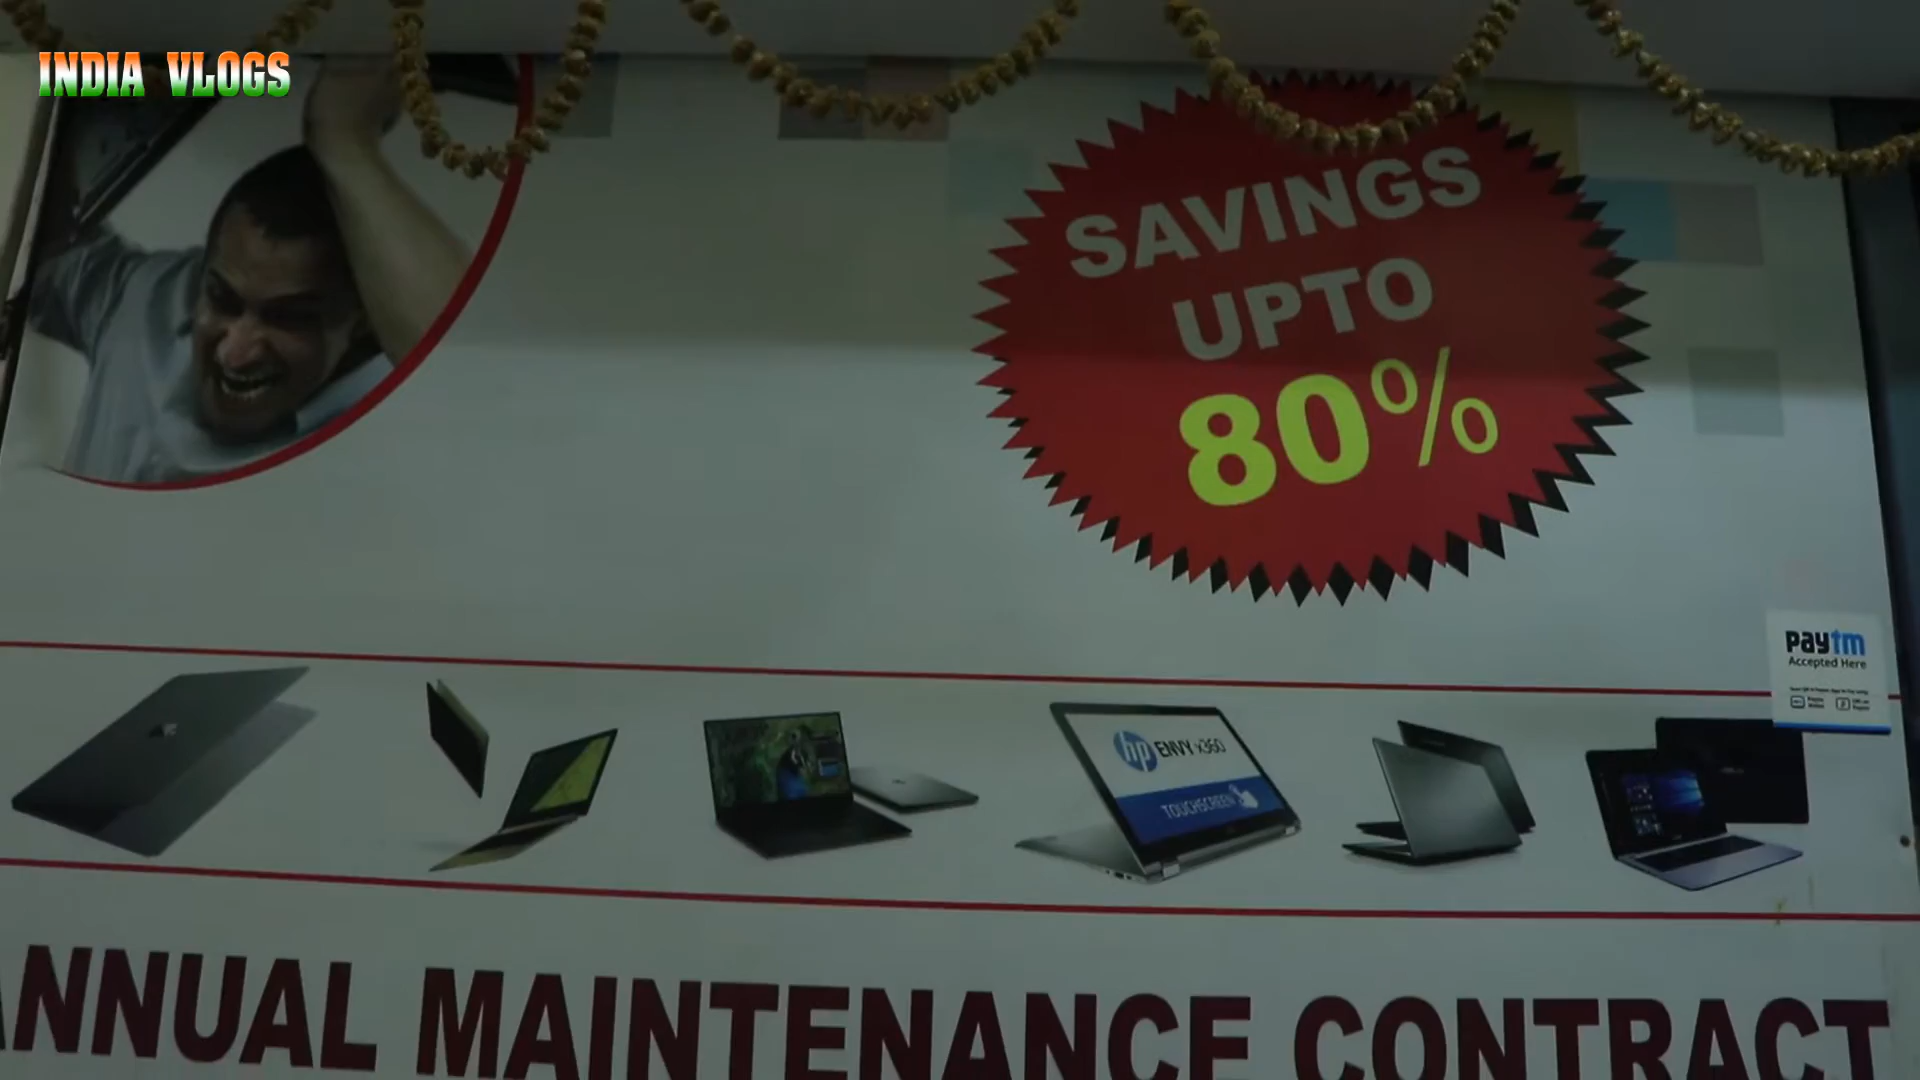 INDIA VLOGS
SAVINGS
UPTO
80%
paytm
Accepted Here
hp ENVY x360
TOUCHSCREEN
NNUAL MAINTENANCE CONTRACT